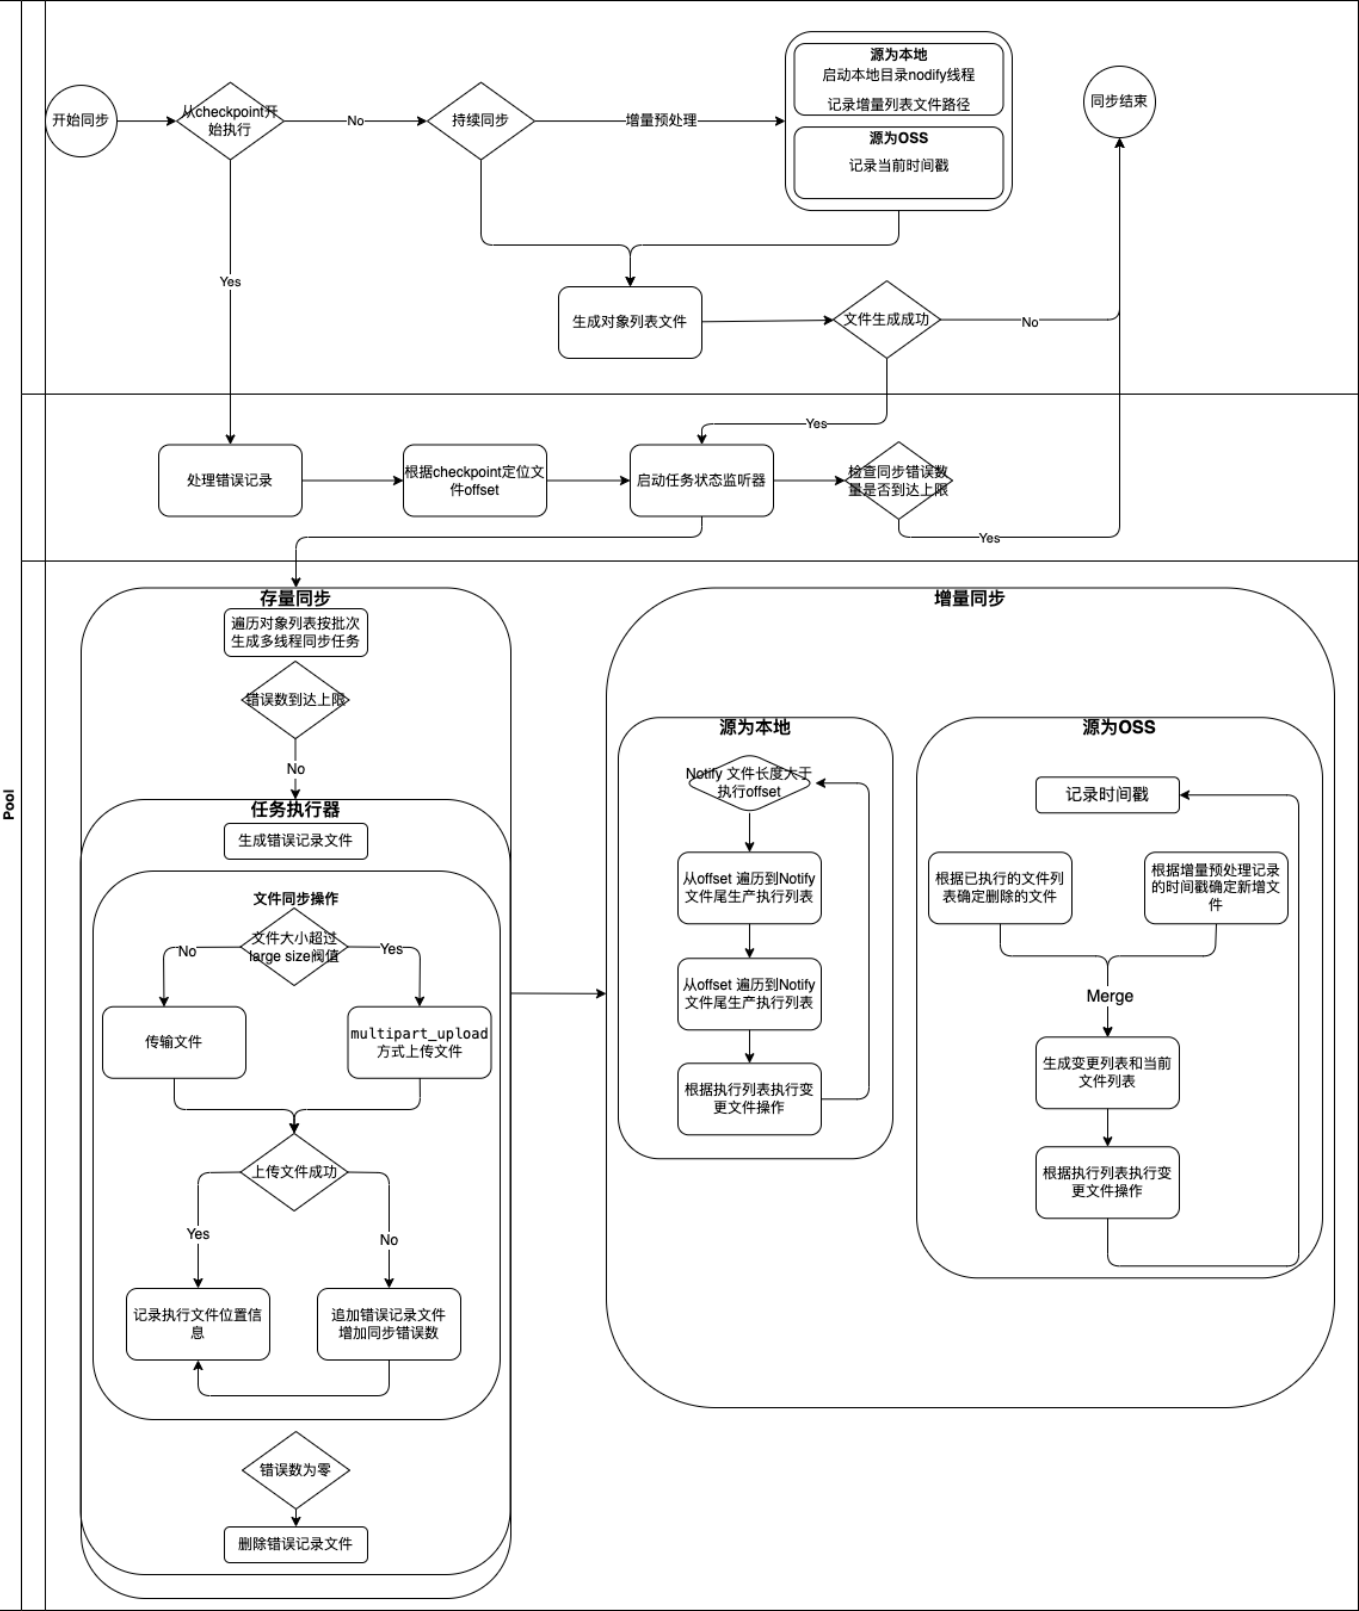 Pool
开始同步
从checkpoint开
始执行
No
持续同步
增量预处理
源为本地
启动本地目录nodify线程
记录增量列表文件路径
源为OSS
记录当前时间戳
同步结束
Yes
生成对象列表文件
文件生成成功
No
Yes
处理错误记录
根据checkpoint定位文
件offset
启动任务状态监听器
检查同步错误数
量是否到达上限
Yes
存量同步
遍历对象列表按批次
生成多线程同步任务
错误数到达上限
No
任务执行器
生成错误记录文件
文件同步操作
文件大小超过
large size阀值
No
Yes
传输文件
multipart_upload
方式上传文件
上传文件成功
Yes
No
记录执行文件位置信
息
追加错误记录文件
增加同步错误数
错误数为零
删除错误记录文件
增量同步
源为本地
Notify 文件长度大于
执行offset
从offset 遍历到Notify
文件尾生产执行列表
从offset 遍历到Notify
文件尾生产执行列表
根据执行列表执行变
更文件操作
源为OSS
记录时间戳
根据已执行的文件列
表确定删除的文件
根据增量预处理记录
的时间戳确定新增文
件
Merge
生成变更列表和当前
文件列表
根据执行列表执行变
更文件操作